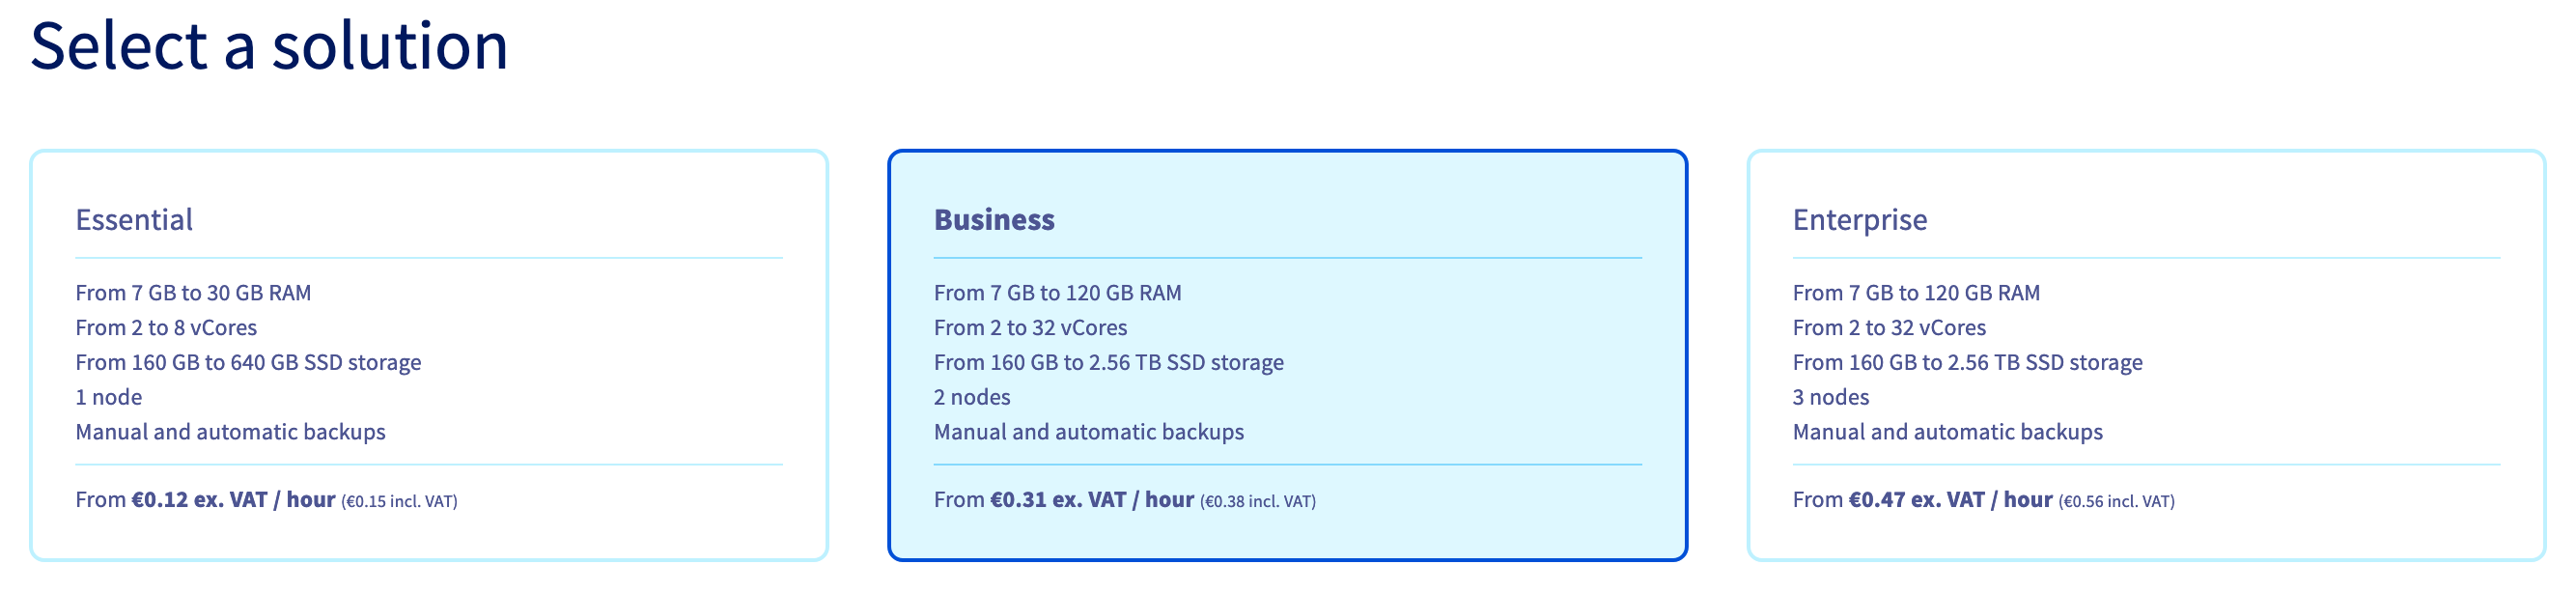 Select a solution
Essential
From 7 GB to 30 GB RAM
From 2 to 8 vCores
From 160 GB to 640 GB SSD storage
1 node
Manual and automatic backups
From €0.12 ex. VAT / hour (€0.15 incl. VAT)
Business
From 7 GB to 120 GB RAM
From 2 to 32 vCores
From 160 GB to 2.56 TB SSD storage
2 nodes
Manual and automatic backups
From €0.31 ex. VAT / hour (€0.38 incl. VAT)
Enterprise
From 7 GB to 120 GB RAM
From 2 to 32 vCores
From 160 GB to 2.56 TB SSD storage
3 nodes
Manual and automatic backups
From €0.47 ex. VAT / hour (€0.56 incl. VAT)